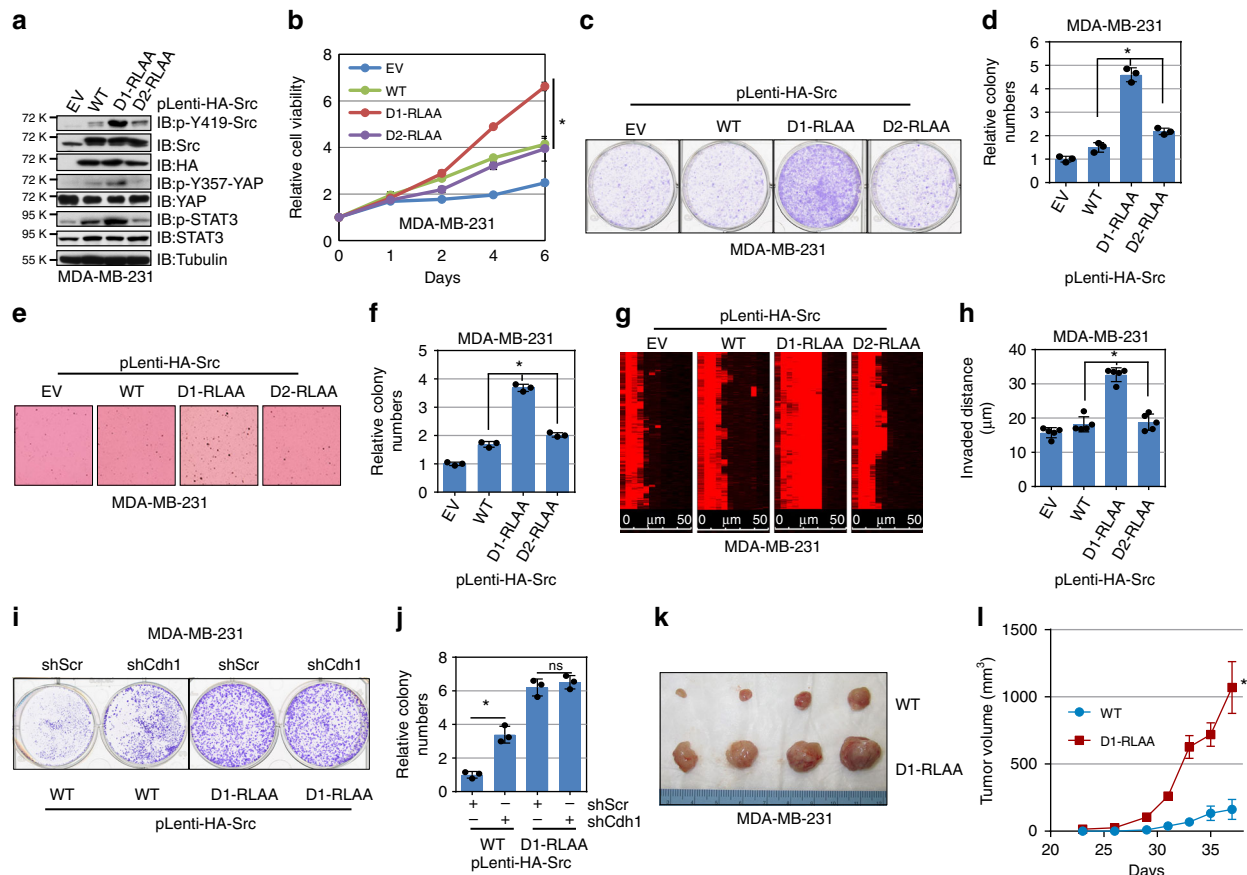 a
EV
WT
D1-RLAA
D2-RLAA
pLenti-HA-Src
72 K
IB:p-Y419-Src
72 K
IB:Src
72 K
IB:HA
72 K
IB:p-Y357-YAP
72 K
IB:YAP
95 K
IB:p-STAT3
95 K
IB:STAT3
55 K
IB:Tubulin
MDA-MB-231
b
Relative cell viability
8
6
4
2
0
EV
WT
D1-RLAA
D2-RLAA
*
MDA-MB-231
0 1 2 4 6
Days
c
pLenti-HA-Src
EV WT D1-RLAA D2-RLAA
MDA-MB-231
d
MDA-MB-231
Relative colony
numbers
6
5
4
3
2
1
0
*
EV
WT
D1-RLAA
D2-RLAA
pLenti-HA-Src
e
pLenti-HA-Src
EV WT D1-RLAA D2-RLAA
MDA-MB-231
f
MDA-MB-231
Relative colony
numbers
5
4
3
2
1
0
*
EV
WT
D1-RLAA
D2-RLAA
pLenti-HA-Src
g
pLenti-HA-Src
EV WT D1-RLAA D2-RLAA
0 µm 50 0 µm 50 0 µm 50 0 µm 50
MDA-MB-231
h
MDA-MB-231
Invaded distance
(µm)
40
30
20
10
0
*
EV
WT
D1-RLAA
D2-RLAA
pLenti-HA-Src
i
MDA-MB-231
shScr shCdh1 shScr shCdh1
WT WT D1-RLAA D1-RLAA
pLenti-HA-Src
j
Relative colony
numbers
8
6
4
2
0
*
ns
+ – + – shScr
– + – + shCdh1
WT D1-RLAA
pLenti-HA-Src
k
WT
D1-RLAA
MDA-MB-231
l
Tumor volume (mm³)
1500
1000
500
0
WT
D1-RLAA
*
20 25 30 35
Days